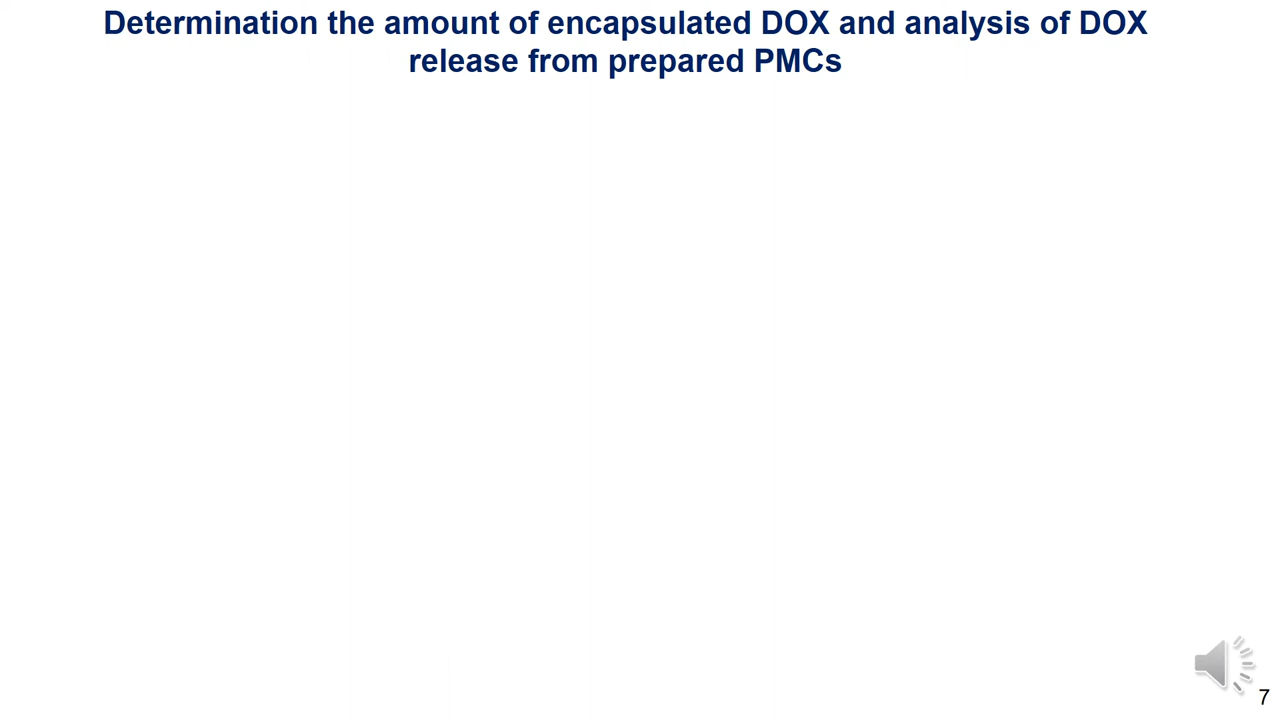 Determination the amount of encapsulated DOX and analysis of DOX
release from prepared PMCs
7